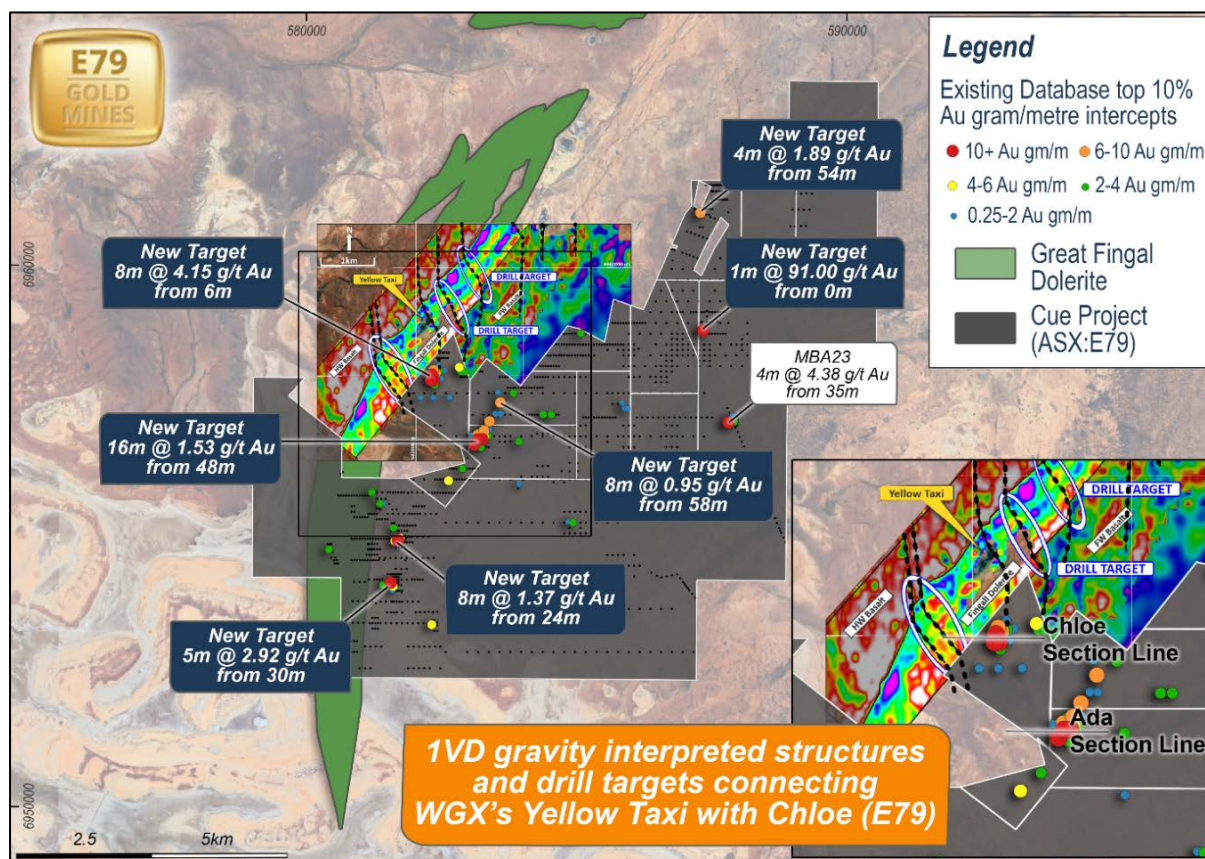 E79
GOLD
MINES
580000
590000
6960000
6950000
Legend
Existing Database top 10%
Au gram/metre intercepts
10+ Au gm/m
6-10 Au gm/m
4-6 Au gm/m
2-4 Au gm/m
0.25-2 Au gm/m
Great Fingal
Dolerite
Cue Project
(ASX:E79)
New Target
4m @ 1.89 g/t Au
from 54m
New Target
8m @ 4.15 g/t Au
from 6m
N
1km
Yellow Taxi
DRILL TARGET
DRILL TARGET
HW Basalt
Fingall Dolerite
FW Basalt
New Target
1m @ 91.00 g/t Au
from 0m
MBA23
4m @ 4.38 g/t Au
from 35m
New Target
16m @ 1.53 g/t Au
from 48m
New Target
8m @ 0.95 g/t Au
from 58m
New Target
8m @ 1.37 g/t Au
from 24m
New Target
5m @ 2.92 g/t Au
from 30m
Yellow Taxi
DRILL TARGET
DRILL TARGET
HW Basalt
Fingall Dolerite
FW Basalt
Chloe
Section Line
Ada
Section Line
1VD gravity interpreted structures
and drill targets connecting
WGX's Yellow Taxi with Chloe (E79)
2.5
5km